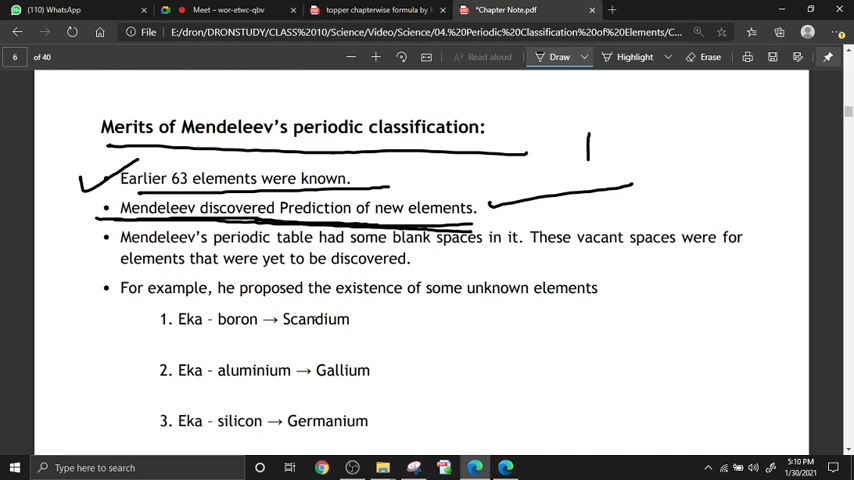 (110) WhatsApp
Meet – wor-etwc-qbv
topper chapterwise formula by k
*Chapter Note.pdf
File
E:/dron/DRONSTUDY/CLASS%2010/Science/Video/Science/04.%20Periodic%20Classification%20of%20Elements/C...
6 of 40
Read aloud
Draw
Highlight
Erase
Merits of Mendeleev's periodic classification:
• Earlier 63 elements were known.
• Mendeleev discovered Prediction of new elements.
• Mendeleev's periodic table had some blank spaces in it. These vacant spaces were for
elements that were yet to be discovered.
• For example, he proposed the existence of some unknown elements
1. Eka – boron → Scandium
2. Eka – aluminium → Gallium
3. Eka – silicon → Germanium
Type here to search
5:10 PM
1/30/2021